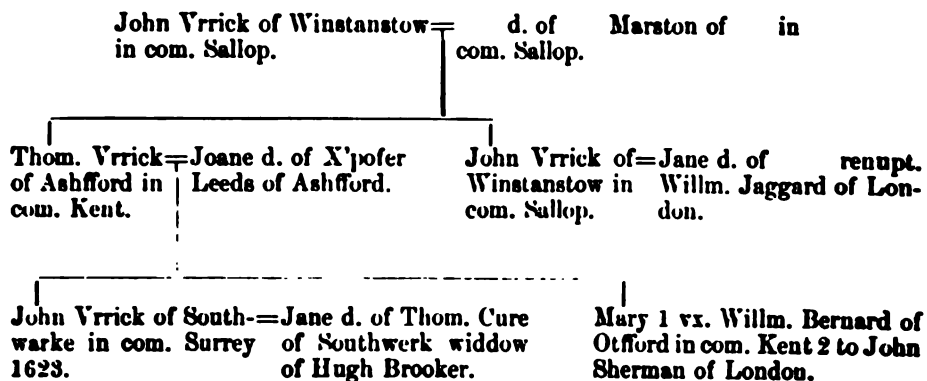 John Vrrick of Winstanstow= d. of Marston of in
in com. Sallop. com. Sallop.
Thom. Vrrick=Joane d. of X'pofer
of Ashfford in Leeds of Ashfford.
com. Kent.
John Vrrick of=Jane d. of renupt.
Winstanstow in Willm. Jaggard of Lon-
com. Sallop. don.
John Vrrick of South-=Jane d. of Thom. Cure
warke in com. Surrey of Southwerk widdow
1623. of Hugh Brooker.
Mary 1 vx. Willm. Bernard of
Otfford in com. Kent 2 to John
Sherman of London.